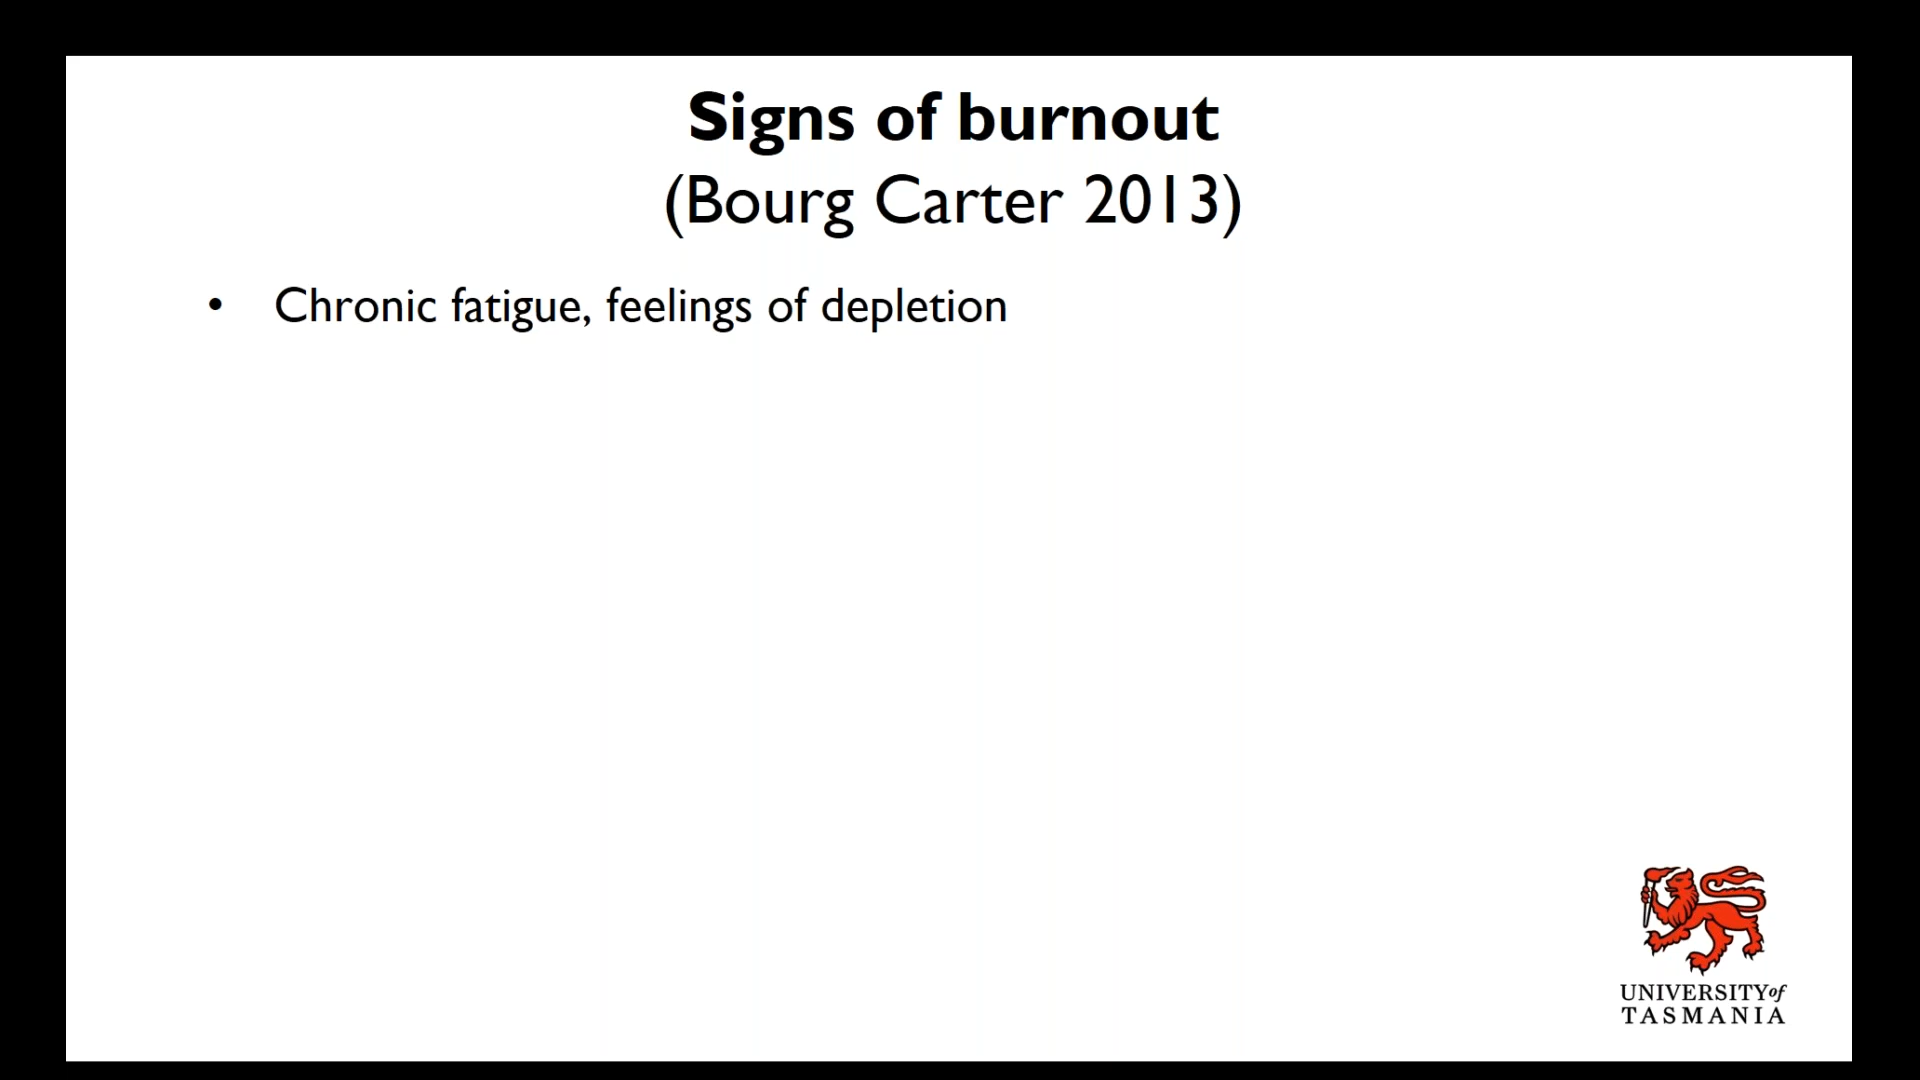 Signs of burnout
(Bourg Carter 2013)
• Chronic fatigue, feelings of depletion
UNIVERSITY of
TASMANIA